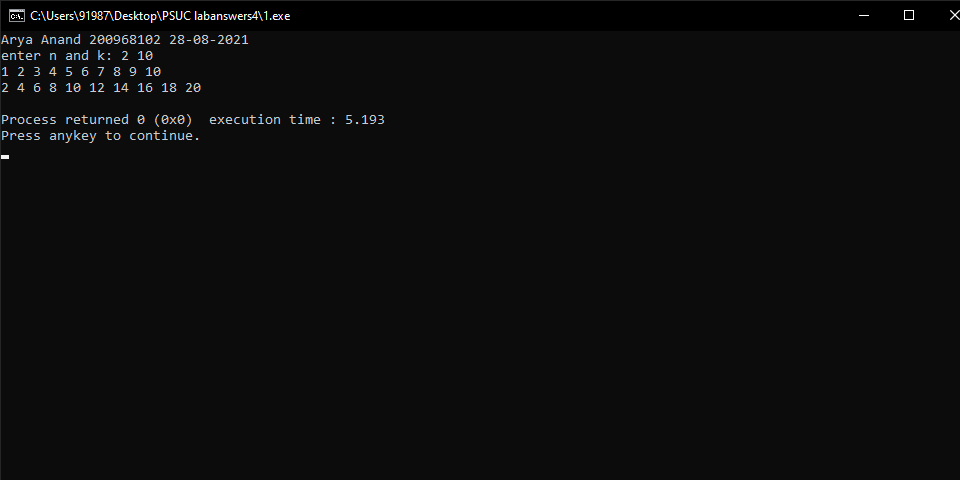 C:\Users\91987\Desktop\PSUC labanswers4\1.exe
Arya Anand 200968102 28-08-2021
enter n and k: 2 10
1 2 3 4 5 6 7 8 9 10
2 4 6 8 10 12 14 16 18 20
Process returned 0 (0x0)  execution time : 5.193
Press anykey to continue.